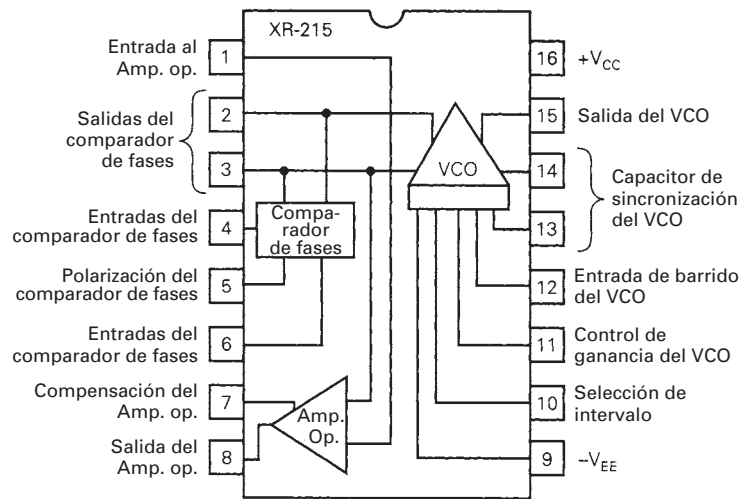 XR-215
Entrada al
Amp. op.
1
Salidas del
comparador
de fases
2
3
Entradas del
comparador de fases
4
Polarización del
comparador de fases
5
Entradas del
comparador de fases
6
Compensación del
Amp. op.
7
Salida del
Amp. op.
8
Compa-
rador
de fases
Amp.
Op.
VCO
16
+VCC
15
Salida del VCO
14
13
Capacitor de
sincronización
del VCO
12
Entrada de barrido
del VCO
11
Control de
ganancia del VCO
10
Selección de
intervalo
9
–VEE